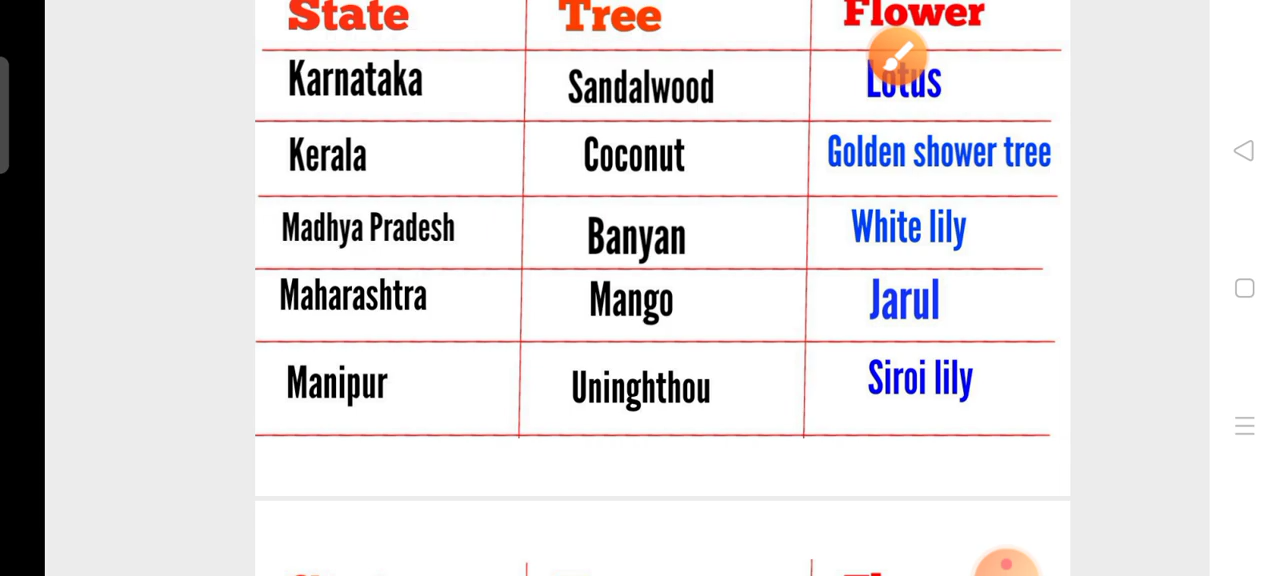 State Tree Flower
Karnataka Sandalwood Lotus
Kerala Coconut Golden shower tree
Madhya Pradesh Banyan White lily
Maharashtra Mango Jarul
Manipur Uninghthou Siroi lily